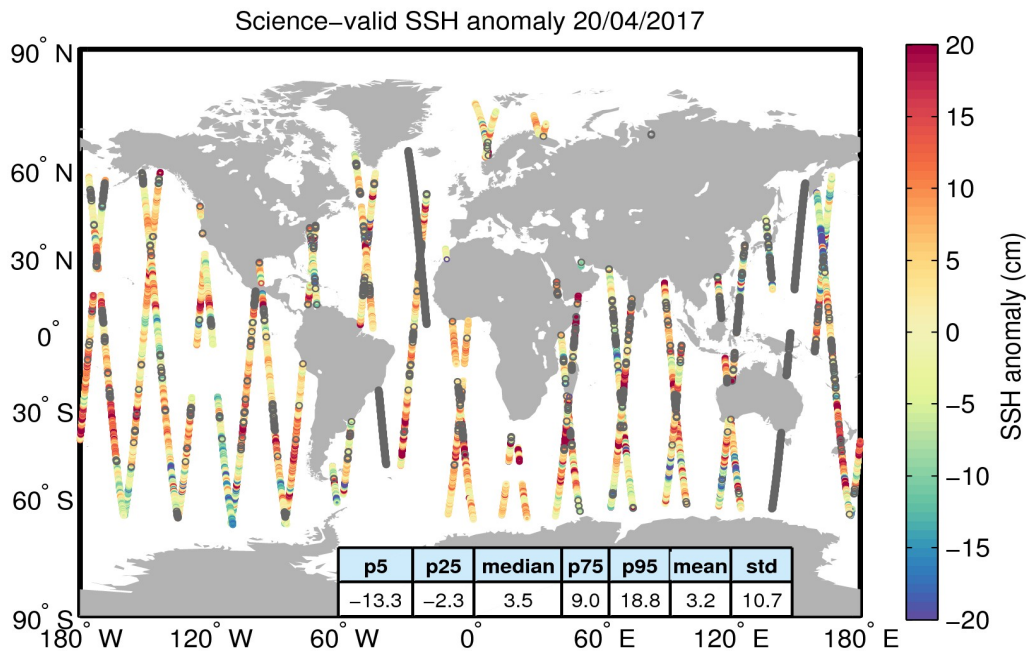 Science−valid SSH anomaly 20/04/2017
90° N
60° N
30° N
0°
30° S
60° S
90° S
180° W
120° W
60° W
0°
60° E
120° E
180° E
p5 p25 median p75 p95 mean std
−13.3 −2.3 3.5 9.0 18.8 3.2 10.7
20
15
10
5
0
−5
−10
−15
−20
SSH anomaly (cm)